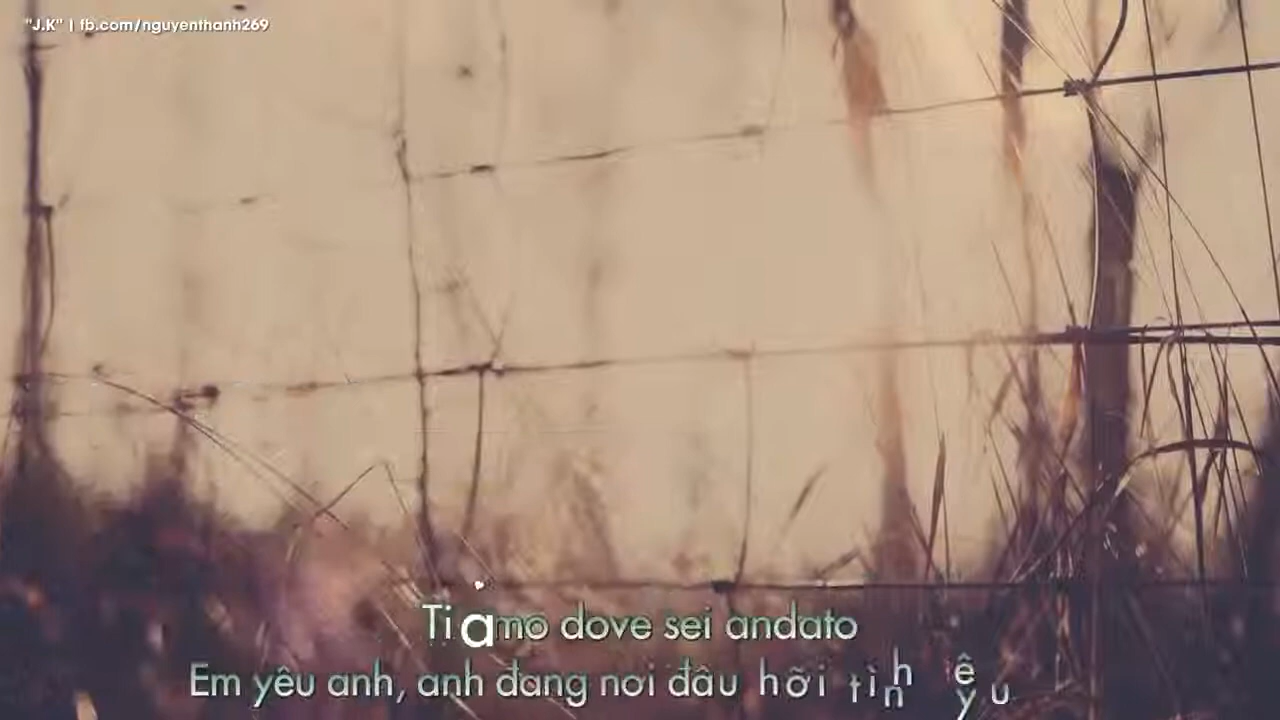 "J.K" | fb.com/nguyenthanh269
Ti amo dove sei andato
Em yêu anh, anh đang nơi đâu hỡi tình yêu